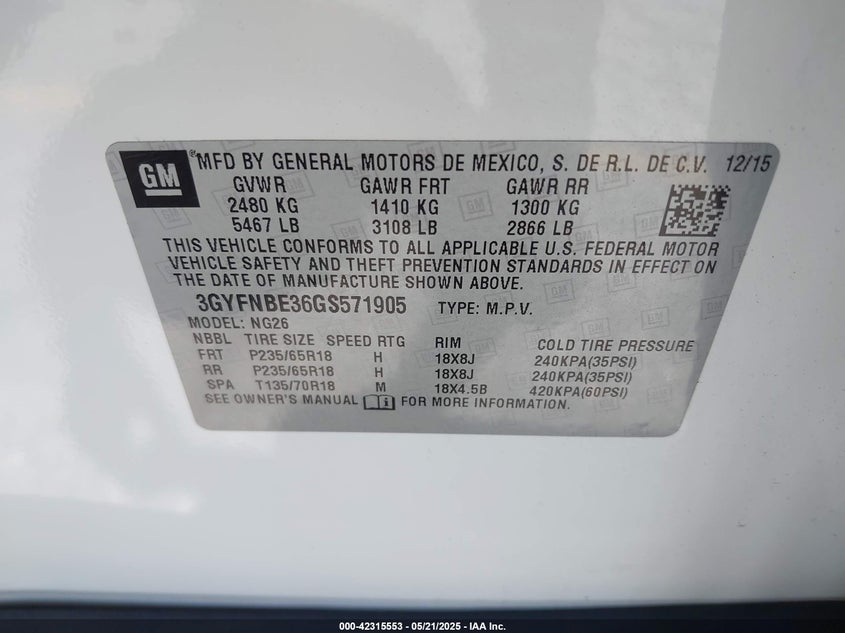 GM ® MFD BY GENERAL MOTORS DE MEXICO, S. DE R.L. DE C.V. 12/15
GVWR GAWR FRT GAWR RR
2480 KG 1410 KG 1300 KG
5467 LB 3108 LB 2866 LB
THIS VEHICLE CONFORMS TO ALL APPLICABLE U.S. FEDERAL MOTOR
VEHICLE SAFETY AND THEFT PREVENTION STANDARDS IN EFFECT ON
THE DATE OF MANUFACTURE SHOWN ABOVE.
3GYFNBE36GS571905 TYPE: M.P.V.
MODEL: NG26
NBBL TIRE SIZE SPEED RTG RIM COLD TIRE PRESSURE
FRT P235/65R18 H 18X8J 240KPA(35PSI)
RR P235/65R18 H 18X8J 240KPA(35PSI)
SPA T135/70R18 M 18X4.5B 420KPA(60PSI)
SEE OWNER'S MANUAL FOR MORE INFORMATION.
000-42315553 - 05/21/2025 - IAA Inc.